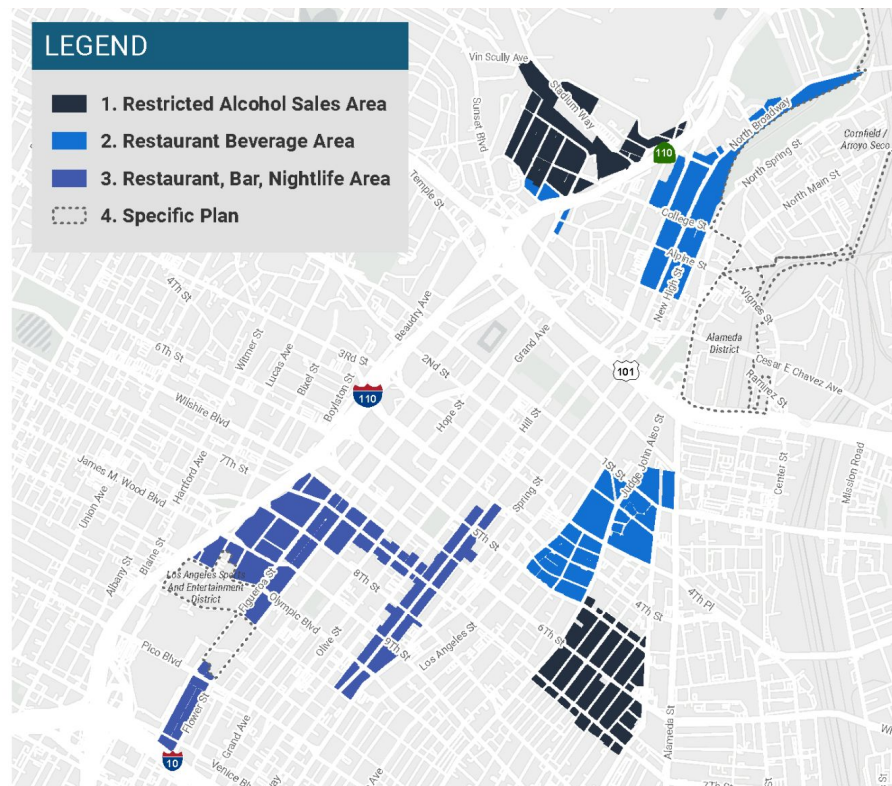 LEGEND
1. Restricted Alcohol Sales Area
2. Restaurant Beverage Area
3. Restaurant, Bar, Nightlife Area
4. Specific Plan
Vin Scully Ave
Stadium Way
Sunset Blvd
110
North Broadway
Cornfield /
Arroyo Seco
North Spring St
North Main St
Temple St
College St
Alpine St
New High St
Vignes St
4Th St
Beaudry Ave
Grand Ave
Alameda
District
6Th St
Witmer St
Lucas Ave
Bixel St
3Rd St
Boylston St
2Nd St
101
Cesar E Chavez Ave
Ramirez St
110
Wilshire Blvd
Hope St
Hill St
Judge John Aiso St
7Th St
Hartford Ave
James M. Wood Blvd
Union Ave
1St St
Center St
Mission Road
Spring St
5Th St
Albany St
Blaine St
Los Angeles Sports
And Entertainment
District
Figueroa St
Olympic Blvd
8Th St
4Th St
4Th Pl
6Th St
Olive St
9Th St
Los Angeles St
Pico Blvd
Flower St
Grand Ave
Alameda St
10
Venice Bl
Ave
7Th St